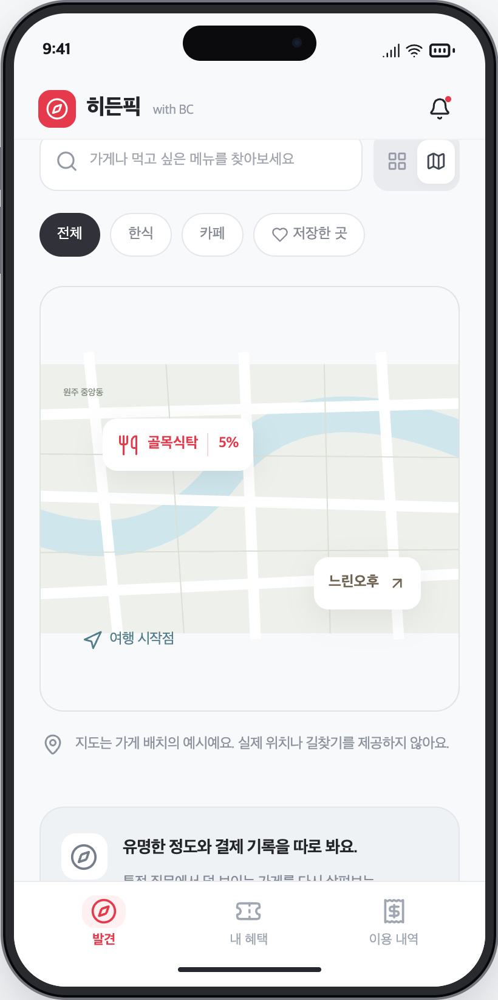 9:41
히든픽 with BC
가게나 먹고 싶은 메뉴를 찾아보세요
전체 한식 카페 저장한 곳
원주 중앙동
골목식탁 5%
느린오후
여행 시작점
지도는 가게 배치의 예시예요. 실제 위치나 길찾기를 제공하지 않아요.
유명한 정도와 결제 기록을 따로 봐요.
발견 내 혜택 이용 내역